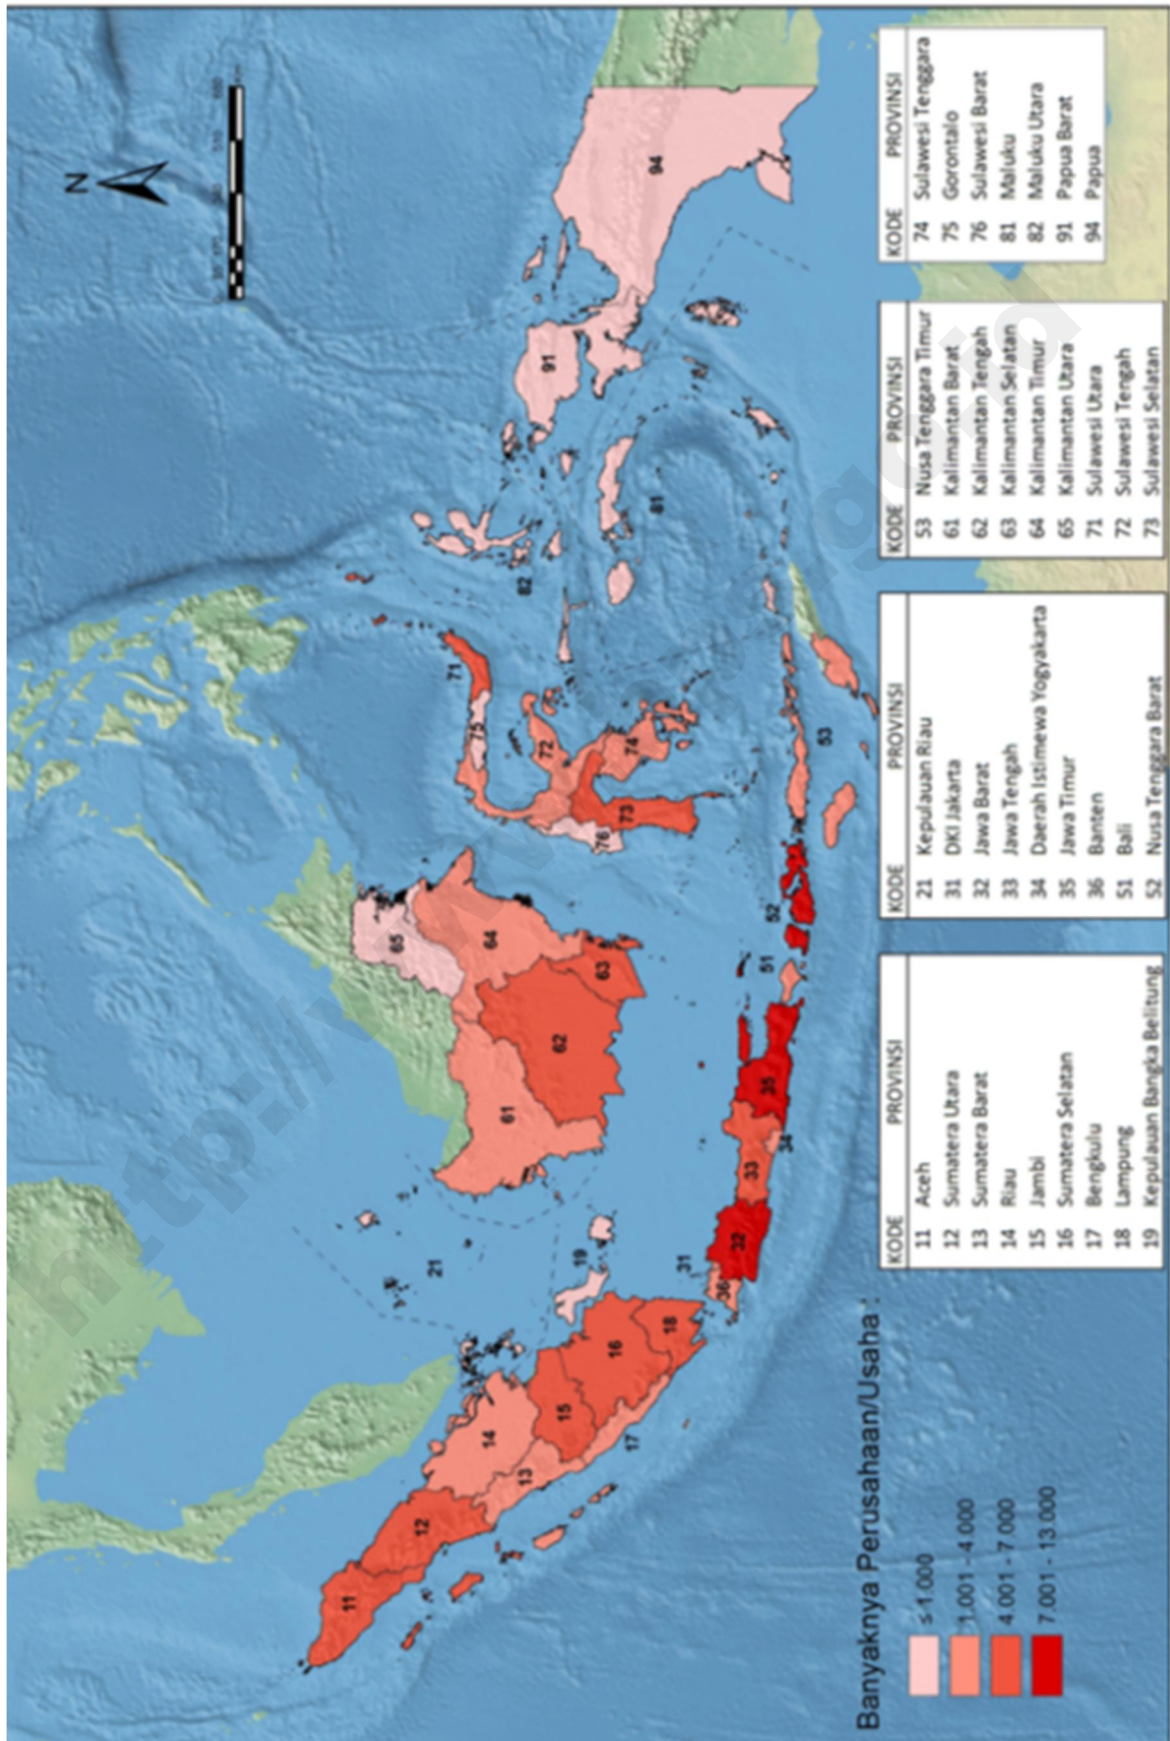 N
Km
11
12
13
14
15
16
17
18
19
21
31
32
33
34
35
36
51
52
53
61
62
63
64
65
71
72
73
74
75
76
81
82
91
94
Banyaknya Perusahaan/Usaha :
≤ 1.000
1.001 - 4.000
4.001 - 7.000
7.001 - 13.000
KODE PROVINSI
11 Aceh
12 Sumatera Utara
13 Sumatera Barat
14 Riau
15 Jambi
16 Sumatera Selatan
17 Bengkulu
18 Lampung
19 Kepulauan Bangka Belitung
KODE PROVINSI
21 Kepulauan Riau
31 DKI Jakarta
32 Jawa Barat
33 Jawa Tengah
34 Daerah Istimewa Yogyakarta
35 Jawa Timur
36 Banten
51 Bali
52 Nusa Tenggara Barat
KODE PROVINSI
53 Nusa Tenggara Timur
61 Kalimantan Barat
62 Kalimantan Tengah
63 Kalimantan Selatan
64 Kalimantan Timur
65 Kalimantan Utara
71 Sulawesi Utara
72 Sulawesi Tengah
73 Sulawesi Selatan
KODE PROVINSI
74 Sulawesi Tenggara
75 Gorontalo
76 Sulawesi Barat
81 Maluku
82 Maluku Utara
91 Papua Barat
94 Papua